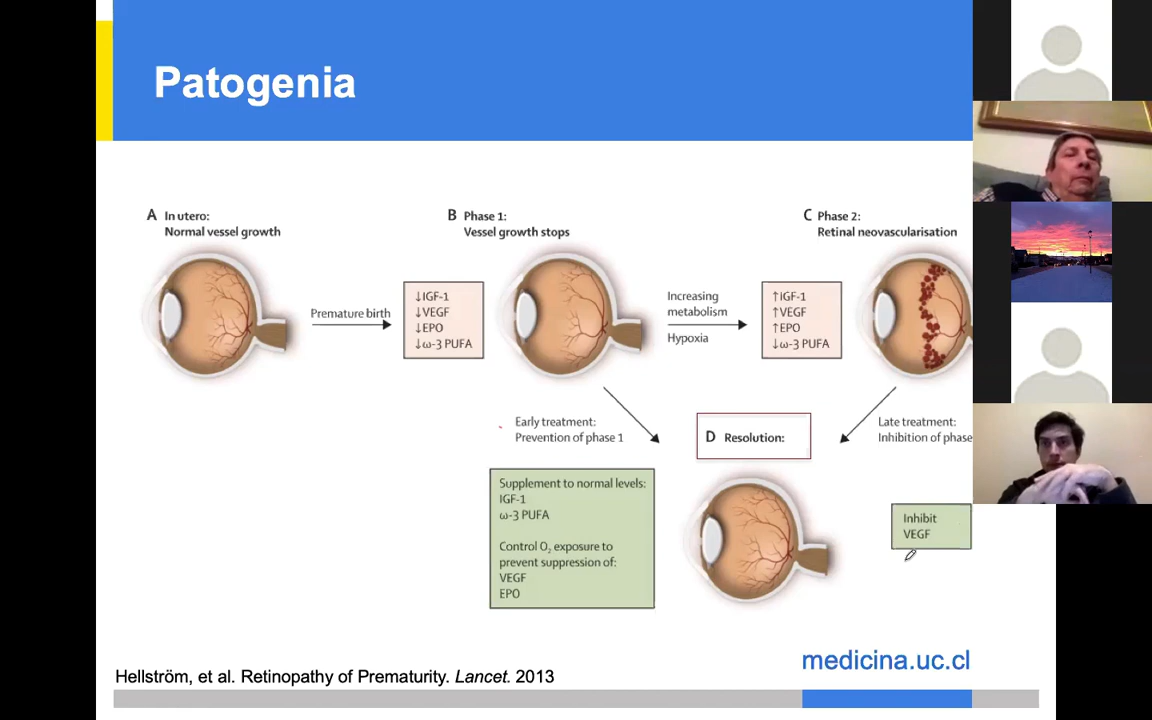 Patogenia
A In utero:
Normal vessel growth
B Phase 1:
Vessel growth stops
C Phase 2:
Retinal neovascularisation
Premature birth
↓IGF-1
↓VEGF
↓EPO
↓ω-3 PUFA
Increasing
metabolism
Hypoxia
↑IGF-1
↑VEGF
↑EPO
↓ω-3 PUFA
Early treatment:
Prevention of phase 1
D Resolution:
Late treatment:
Inhibition of phase
Supplement to normal levels:
IGF-1
ω-3 PUFA
Control O₂ exposure to
prevent suppression of:
VEGF
EPO
Inhibit
VEGF
medicina.uc.cl
Hellström, et al. Retinopathy of Prematurity. Lancet. 2013